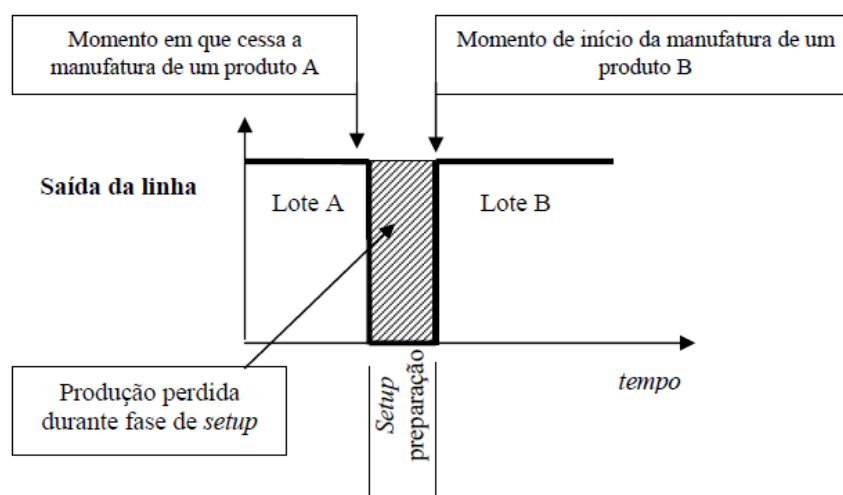 Momento em que cessa a
manufatura de um produto A
Momento de início da manufatura de um
produto B
Saída da linha
Lote A
Lote B
Produção perdida
durante fase de setup
Setup
preparação
tempo